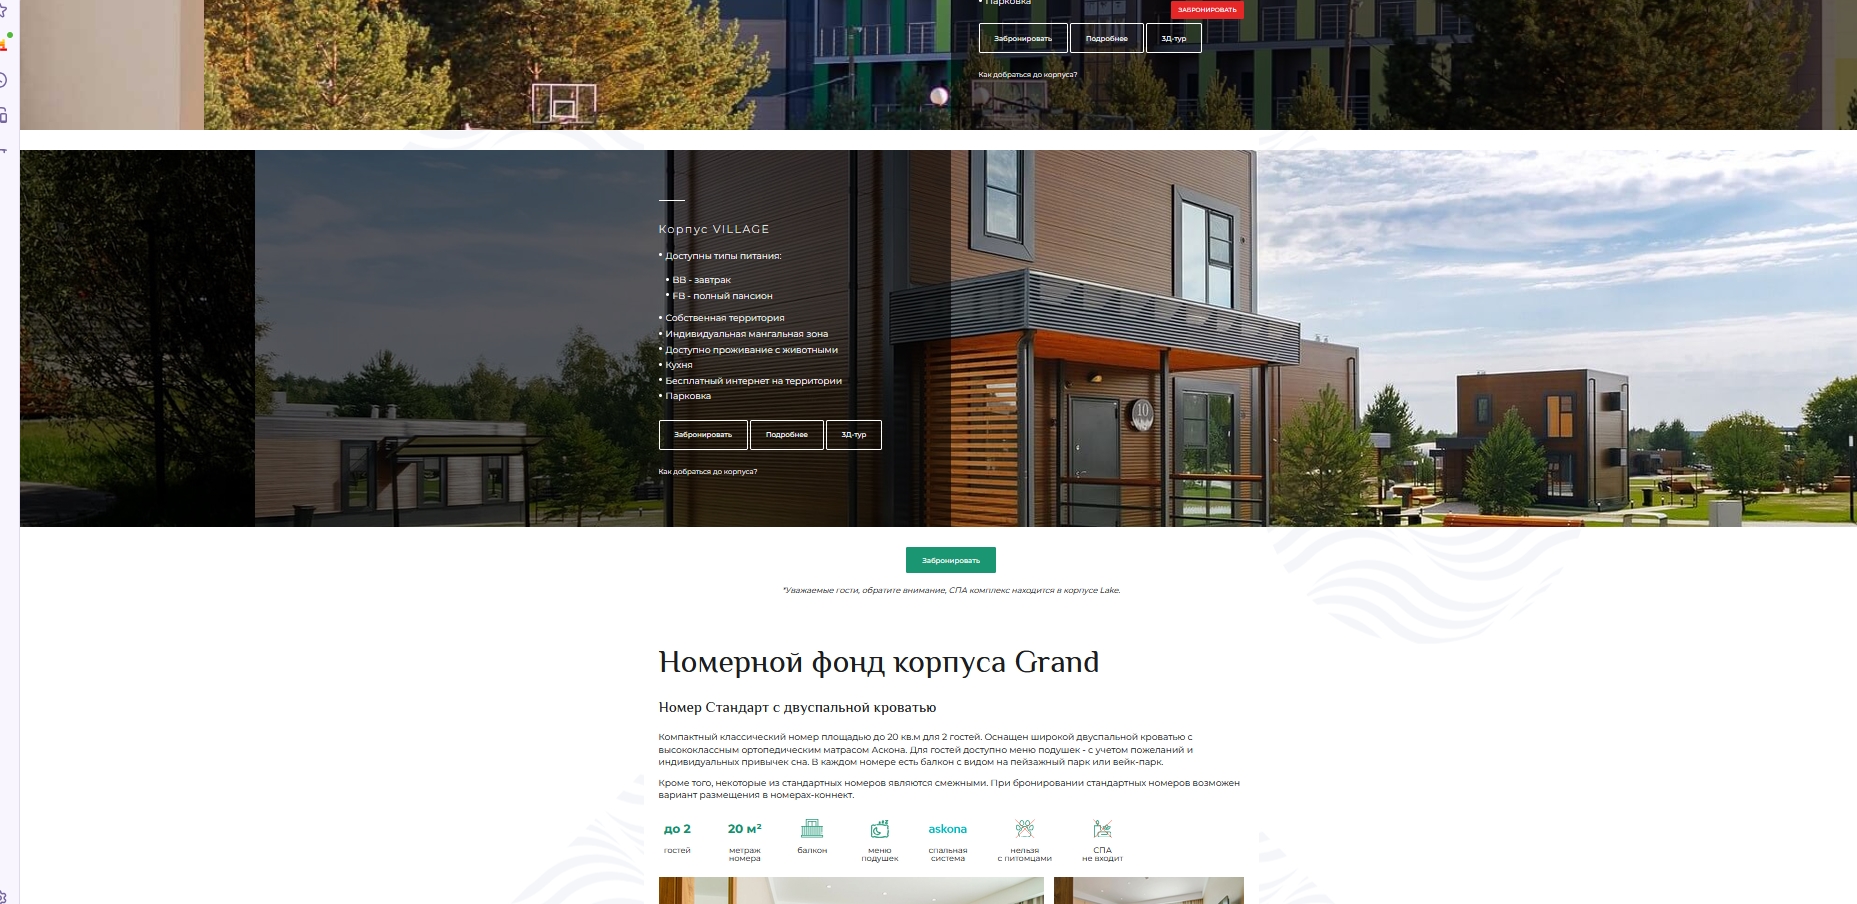 • Парковка
ЗАБРОНИРОВАТЬ
Забронировать
Подробнее
3Д-тур
Как добраться до корпуса?
Корпус VILLAGE
• Доступны типы питания:
• BB - завтрак
• FB - полный пансион
• Собственная территория
• Индивидуальная мангальная зона
• Доступно проживание с животными
• Кухня
• Бесплатный интернет на территории
• Парковка
Забронировать
Подробнее
3Д-тур
Как добраться до корпуса?
10
Забронировать
*Уважаемые гости, обратите внимание, СПА комплекс находится в корпусе Lake.
Номерной фонд корпуса Grand
Номер Стандарт с двуспальной кроватью
Компактный классический номер площадью до 20 кв.м для 2 гостей. Оснащен широкой двуспальной кроватью с
высококлассным ортопедическим матрасом Аскона. Для гостей доступно меню подушек - с учетом пожеланий и
индивидуальных привычек сна. В каждом номере есть балкон с видом на пейзажный парк или вейк-парк.
Кроме того, некоторые из стандартных номеров являются смежными. При бронировании стандартных номеров возможен
вариант размещения в номерах-коннект.
до 2
гостей
20 м²
метраж
номера
балкон
меню
подушек
askona
спальная
система
нельзя
с питомцами
СПА
не входит